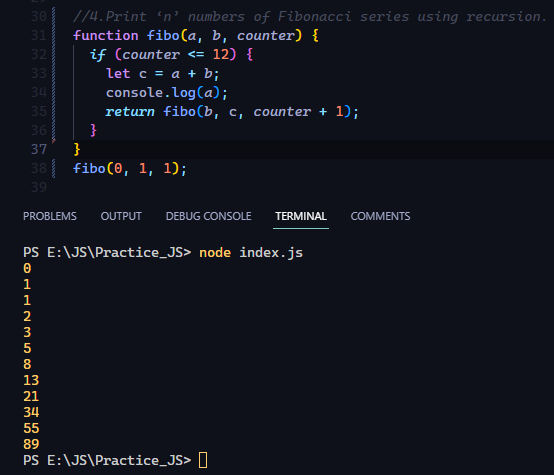 30 //4.Print ‘n’ numbers of Fibonacci series using recursion.
31 function fibo(a, b, counter) {
32 if (counter <= 12) {
33 let c = a + b;
34 console.log(a);
35 return fibo(b, c, counter + 1);
36 }
37 }
38 fibo(0, 1, 1);
39
PROBLEMS OUTPUT DEBUG CONSOLE TERMINAL COMMENTS
PS E:\JS\Practice_JS> node index.js
0
1
1
2
3
5
8
13
21
34
55
89
PS E:\JS\Practice_JS>